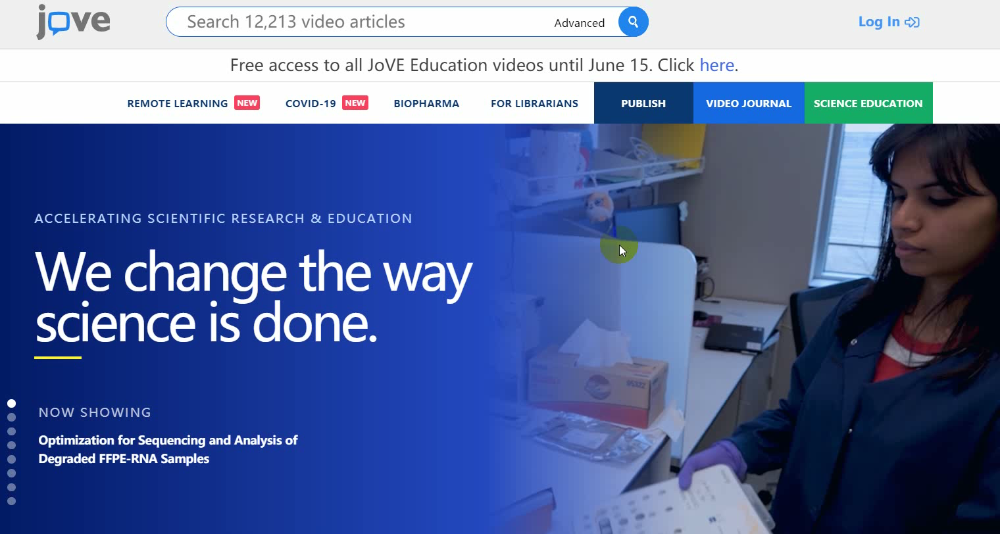 jove
Search 12,213 video articles
Advanced
Log In
Free access to all JoVE Education videos until June 15. Click here.
REMOTE LEARNING NEW
COVID-19 NEW
BIOPHARMA
FOR LIBRARIANS
PUBLISH
VIDEO JOURNAL
SCIENCE EDUCATION
ACCELERATING SCIENTIFIC RESEARCH & EDUCATION
We change the way
science is done.
NOW SHOWING
Optimization for Sequencing and Analysis of
Degraded FFPE-RNA Samples